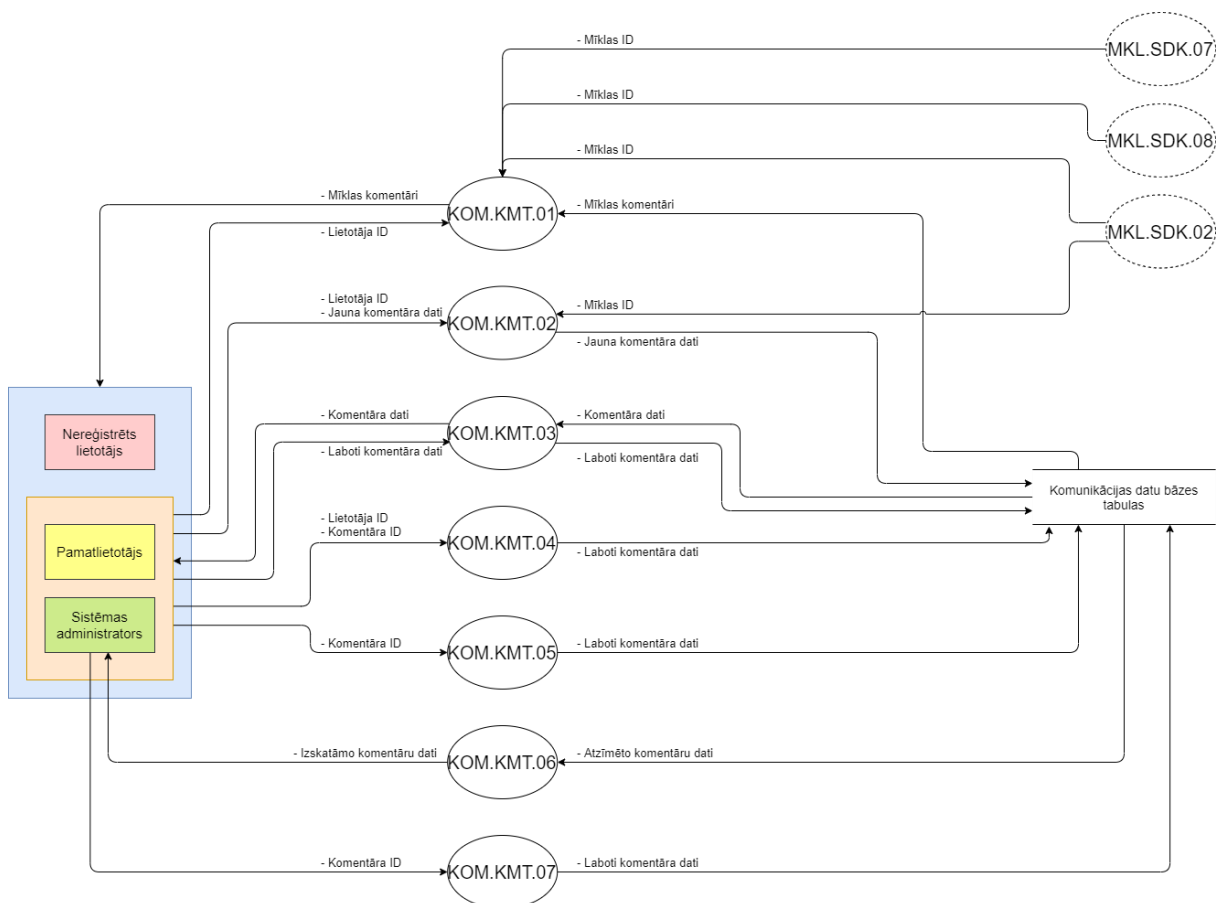 - Mīklas ID
MKL.SDK.07
- Mīklas ID
MKL.SDK.08
- Mīklas ID
- Mīklas komentāri
KOM.KMT.01
- Mīklas komentāri
- Lietotāja ID
MKL.SDK.02
- Lietotāja ID
- Jauna komentāra dati
KOM.KMT.02
- Mīklas ID
- Jauna komentāra dati
Nereģistrēts
lietotājs
- Komentāra dati
KOM.KMT.03
- Komentāra dati
- Laboti komentāra dati
- Laboti komentāra dati
Komunikācijas datu bāzes
tabulas
Pamatlietotājs
- Lietotāja ID
- Komentāra ID
KOM.KMT.04
- Laboti komentāra dati
Sistēmas
administrators
- Komentāra ID
KOM.KMT.05
- Laboti komentāra dati
- Izskatāmo komentāru dati
KOM.KMT.06
- Atzīmēto komentāru dati
- Komentāra ID
KOM.KMT.07
- Laboti komentāra dati